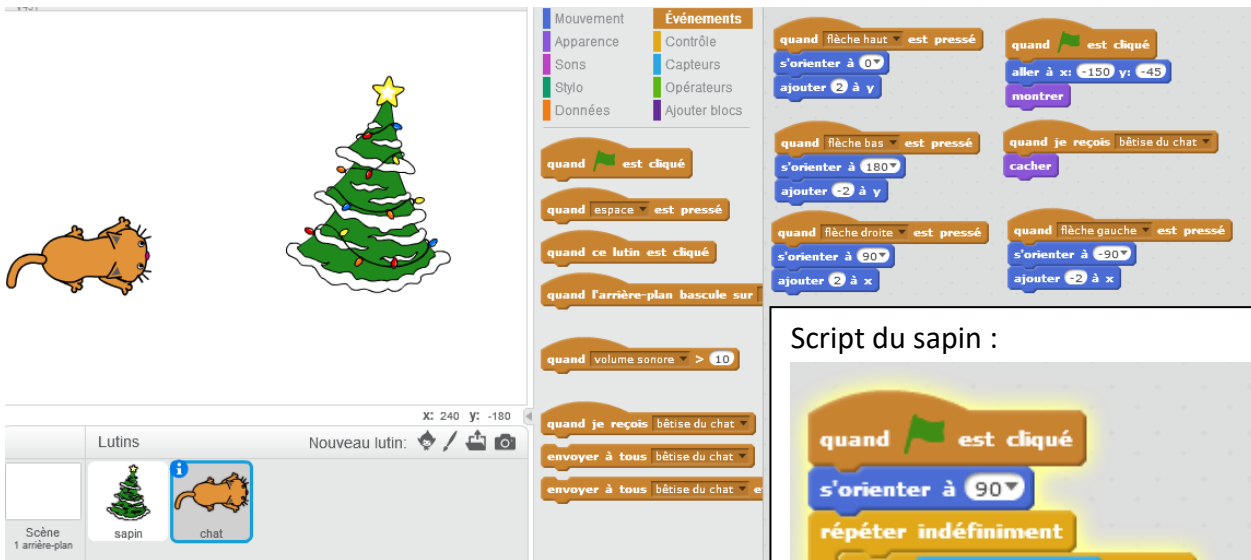 Mouvement
Événements
Apparence
Contrôle
Sons
Capteurs
Stylo
Opérateurs
Données
Ajouter blocs
quand est cliqué
quand espace est pressé
quand ce lutin est cliqué
quand l'arrière-plan bascule sur
quand volume sonore > 10
quand je reçois bêtise du chat
envoyer à tous bêtise du chat
envoyer à tous bêtise du chat e
quand flèche haut est pressé
s'orienter à 0
ajouter 2 à y
quand est cliqué
aller à x: -150 y: -45
montrer
quand flèche bas est pressé
s'orienter à 180
ajouter -2 à y
quand je reçois bêtise du chat
cacher
quand flèche droite est pressé
s'orienter à 90
ajouter 2 à x
quand flèche gauche est pressé
s'orienter à -90
ajouter -2 à x
Script du sapin :
quand est cliqué
s'orienter à 90
répéter indéfiniment
x: 240 y: -180
Lutins
Nouveau lutin:
Scène
1 arrière-plan
sapin
chat